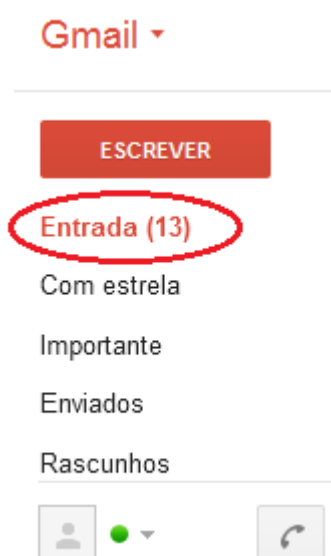 Gmail
ESCREVER
Entrada (13)
Com estrela
Importante
Enviados
Rascunhos